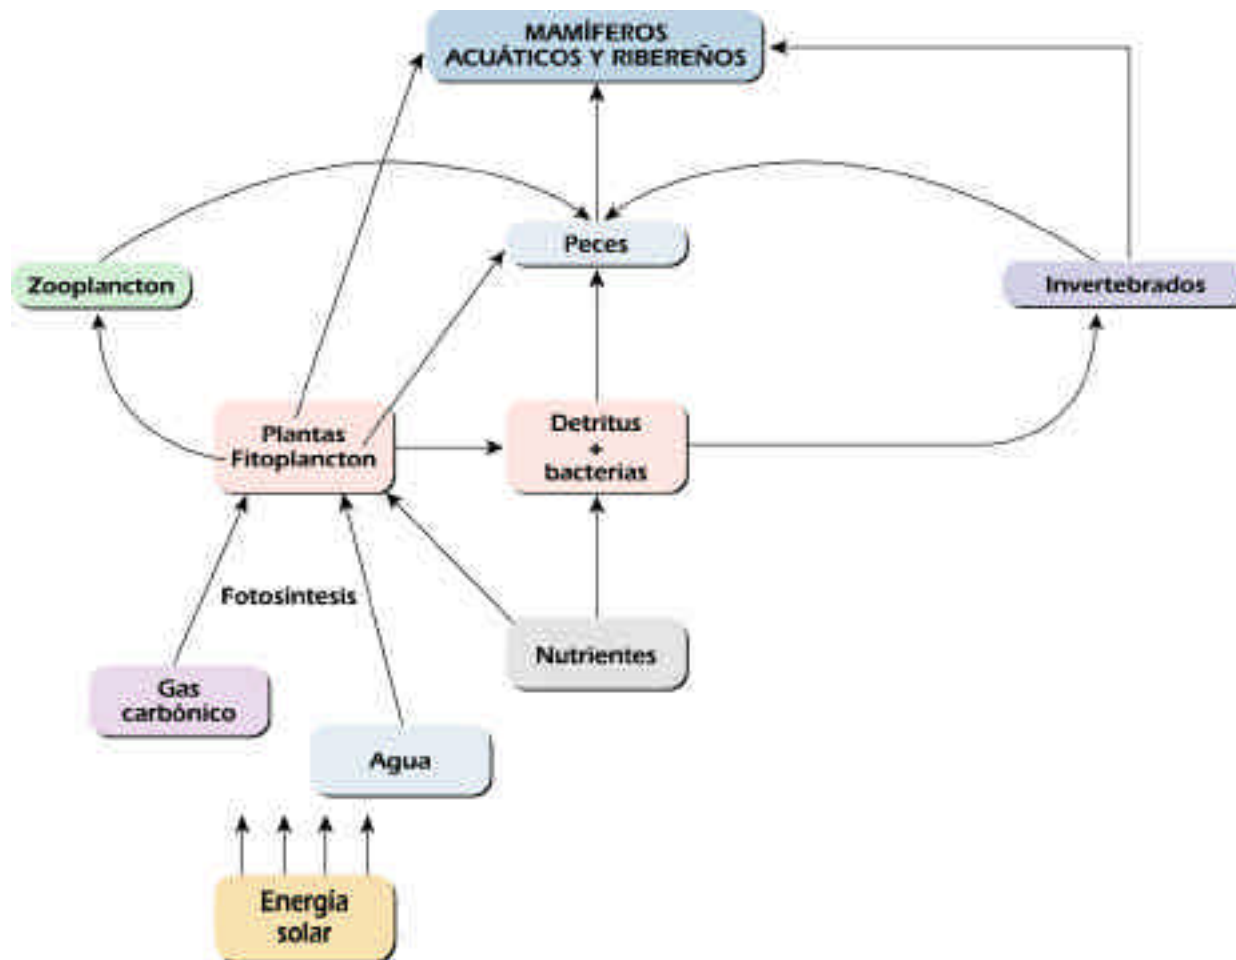 MAMÍFEROS
ACUÁTICOS Y RIBEREÑOS
Peces
Zooplancton
Invertebrados
Plantas
Fitoplancton
Detritus
+
bacterias
Fotosíntesis
Nutrientes
Gas
carbónico
Agua
Energía
solar